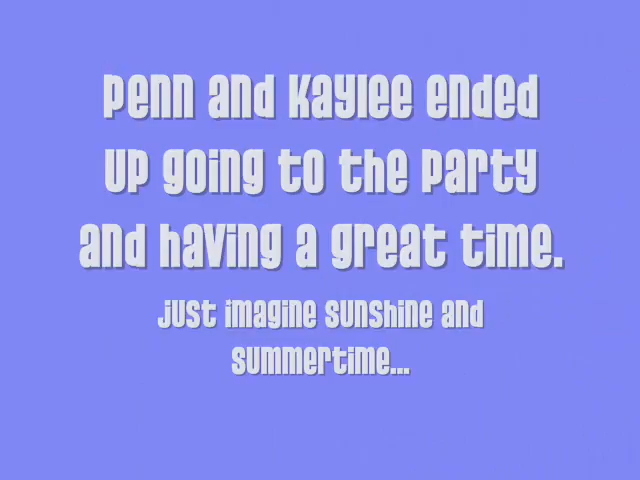 Penn and Kaylee ended
up going to the party
and having a great time.
Just imagine sunshine and
summertime...